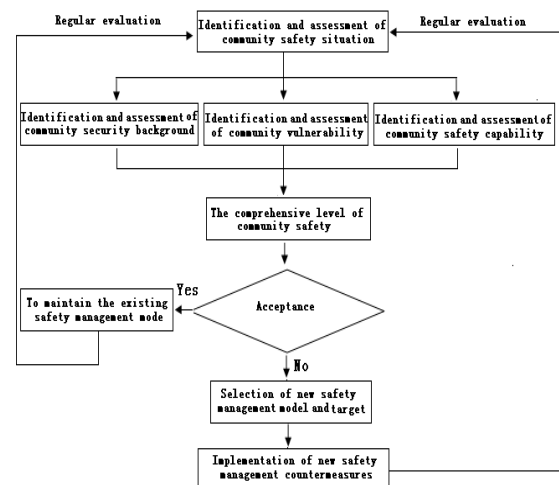 Regular evaluation
Regular evaluation
Identification and assessment of
community safety situation
Identification and assessment of
community security background
Identification and assessment
of community vulnerability
Identification and assessment of
community safety capability
The comprehensive level of
community safety
Acceptance
Yes
To maintain the existing
safety management mode
No
Selection of new safety
management model and target
Implementation of new safety
management countermeasures